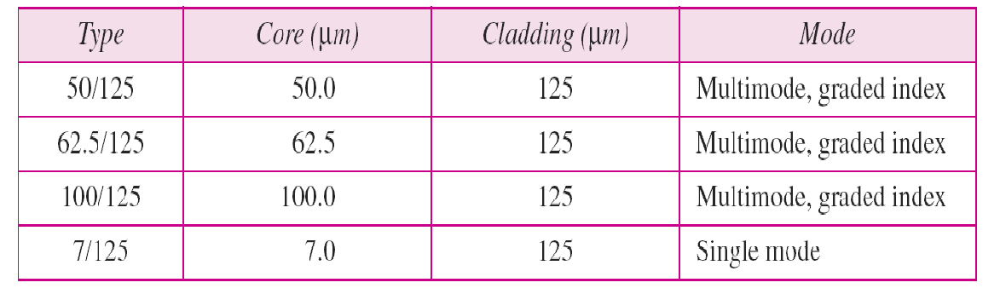 Type Core (μm) Cladding (μm) Mode
50/125 50.0 125 Multimode, graded index
62.5/125 62.5 125 Multimode, graded index
100/125 100.0 125 Multimode, graded index
7/125 7.0 125 Single mode